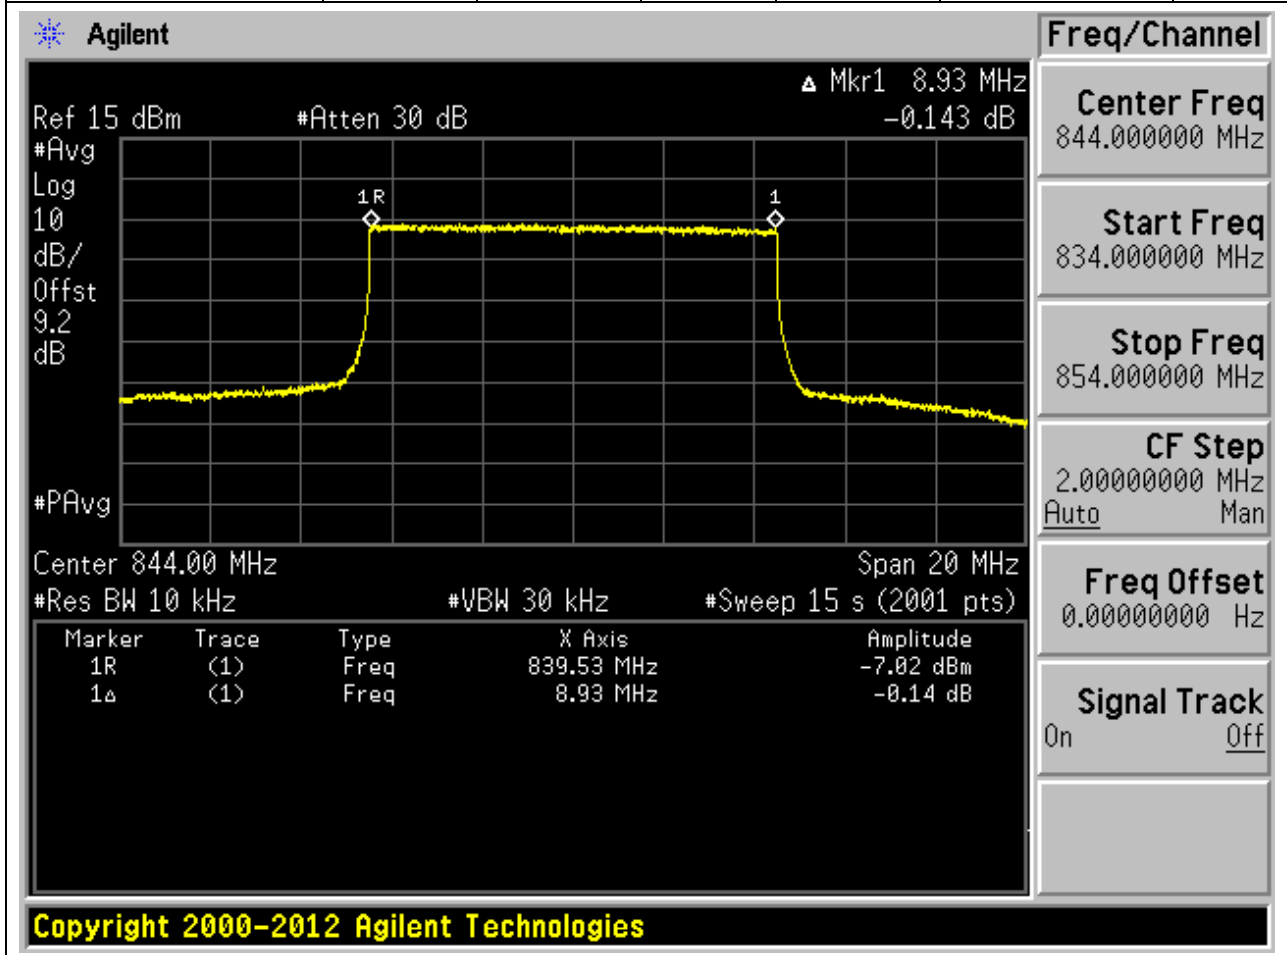 Agilent
Freq/Channel
▵ Mkr1 8.93 MHz
Ref 15 dBm #Atten 30 dB -0.143 dB
#Avg
Log
10
dB/
Offst
9.2
dB
#PAvg
1R
1
Center 844.00 MHz Span 20 MHz
#Res BW 10 kHz #VBW 30 kHz #Sweep 15 s (2001 pts)
Marker Trace Type X Axis Amplitude
1R (1) Freq 839.53 MHz -7.02 dBm
1▵ (1) Freq 8.93 MHz -0.14 dB
Center Freq
844.000000 MHz
Start Freq
834.000000 MHz
Stop Freq
854.000000 MHz
CF Step
2.00000000 MHz
Auto Man
Freq Offset
0.00000000 Hz
Signal Track
On Off
Copyright 2000-2012 Agilent Technologies